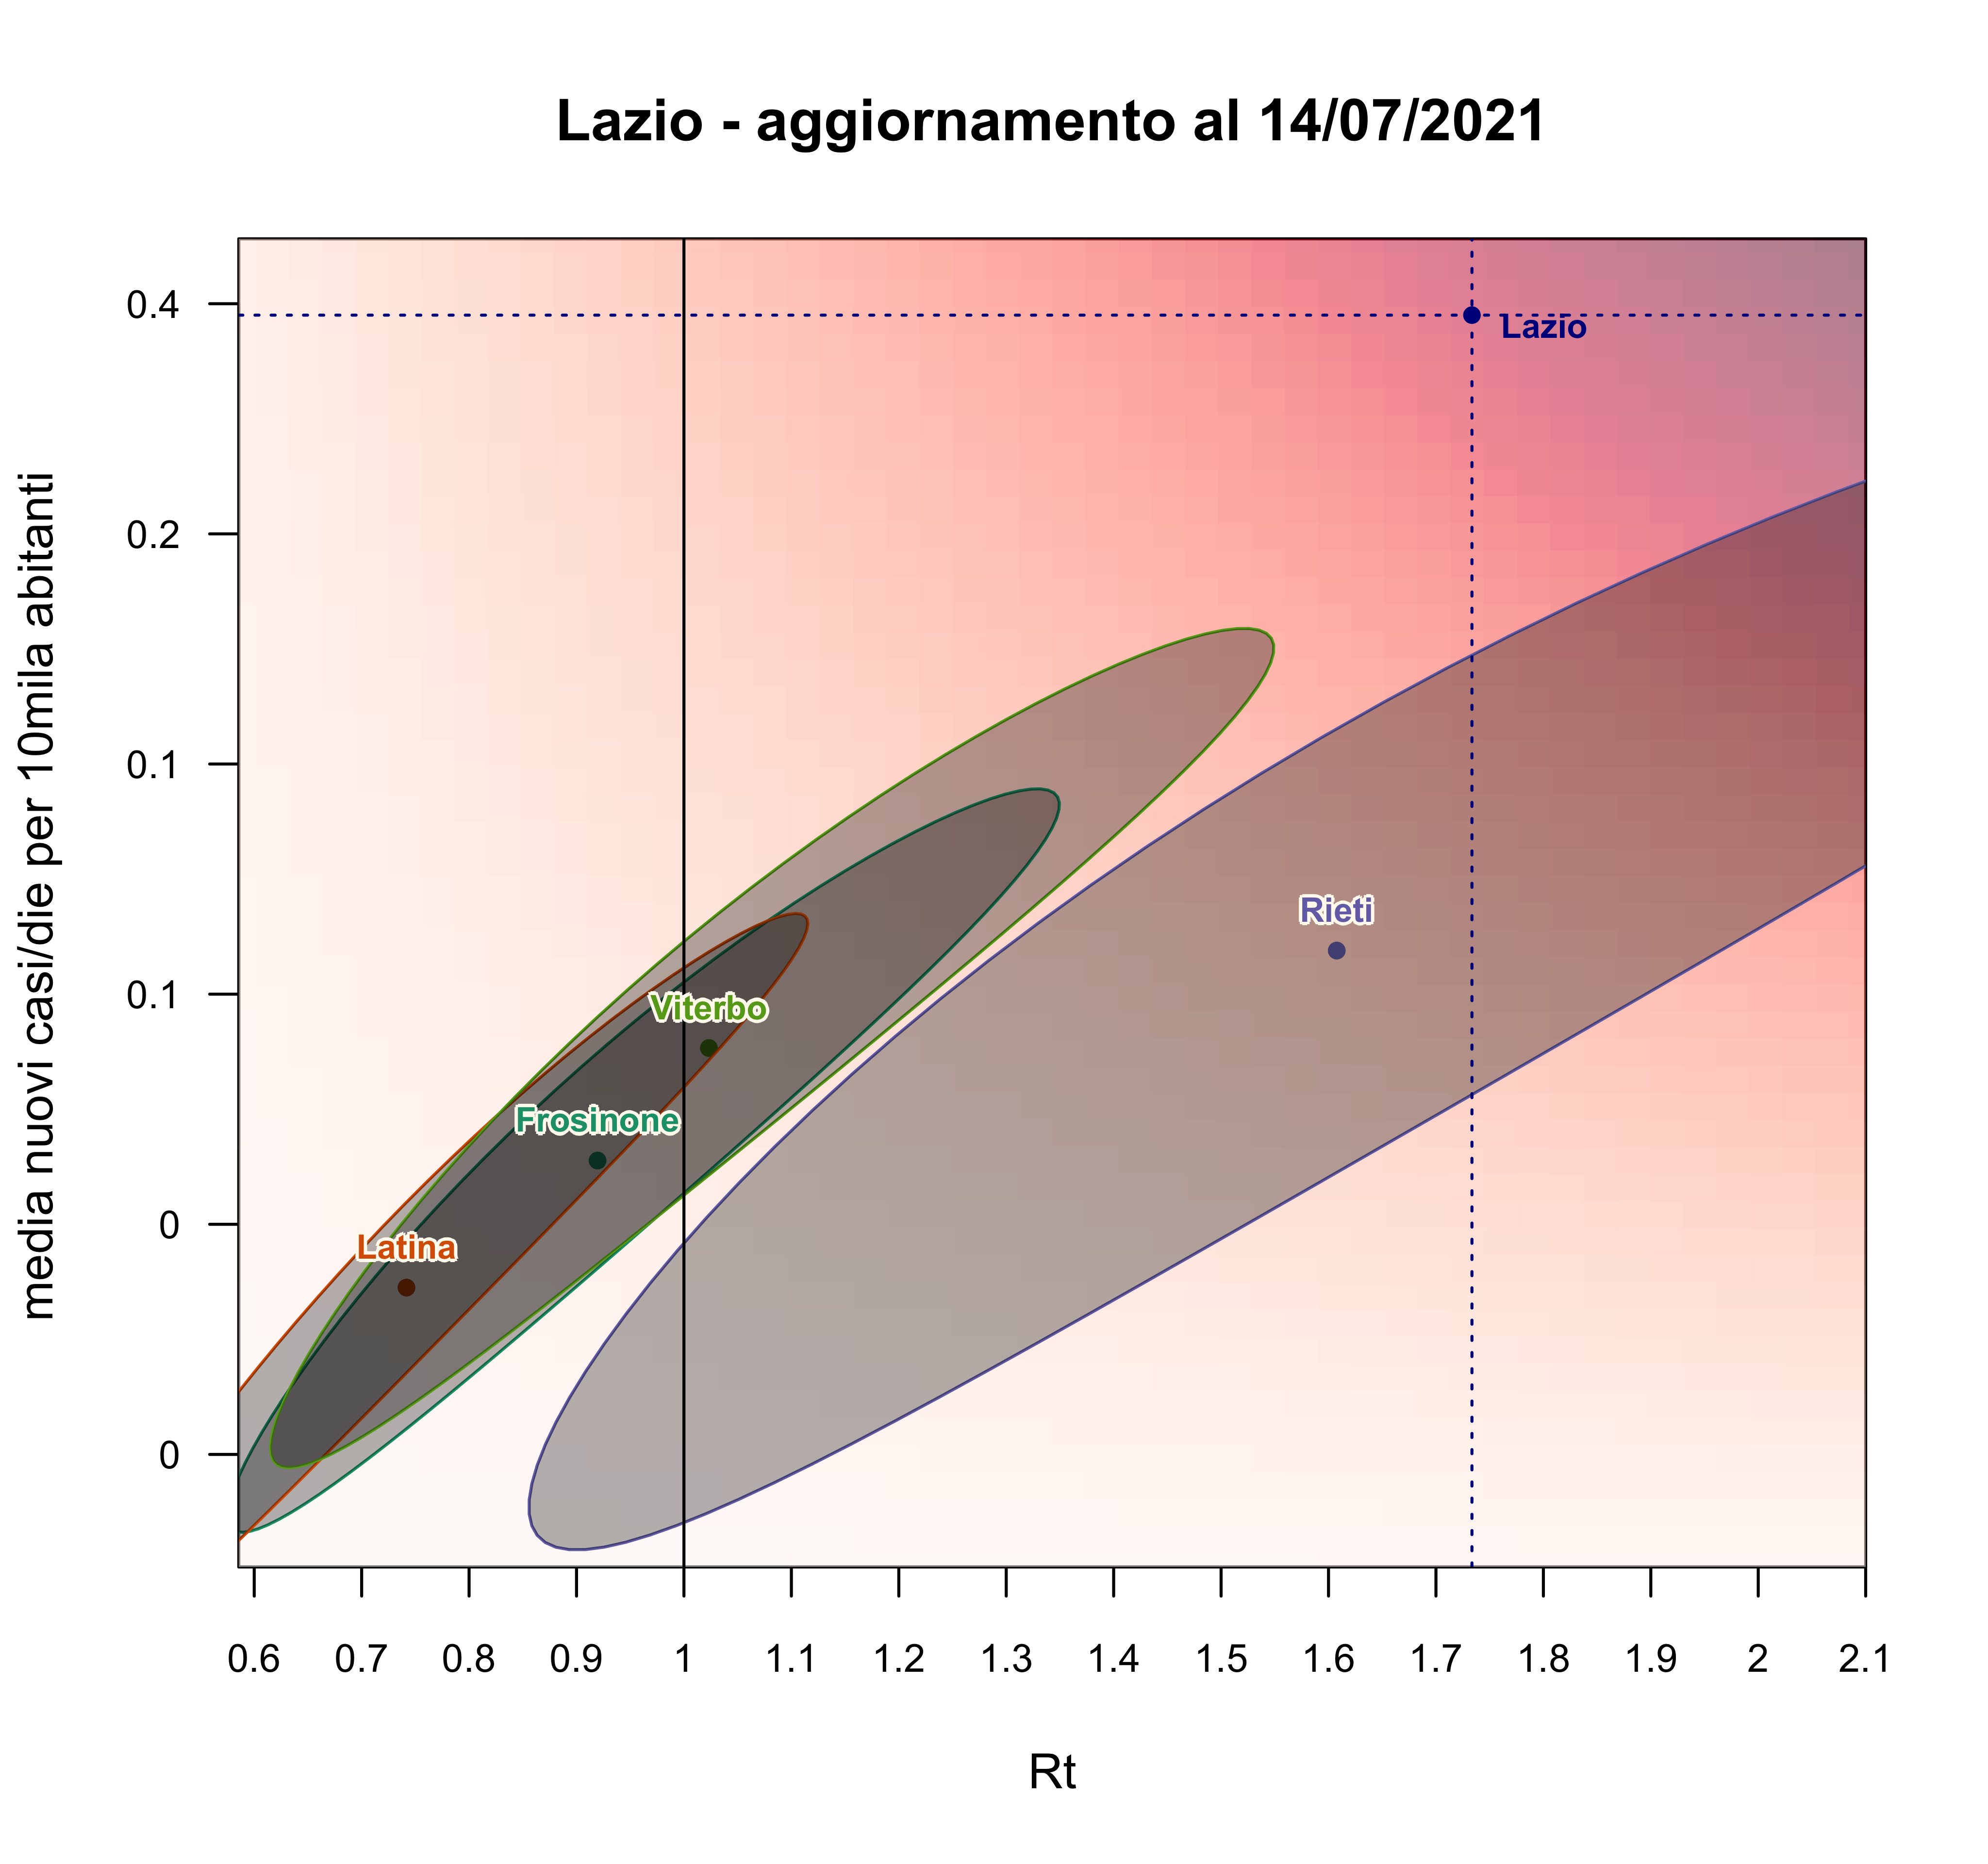 Lazio - aggiornamento al 14/07/2021
media nuovi casi/die per 10mila abitanti
0.4
0.2
0.1
0.1
0
0
Lazio
Rieti
Viterbo
Frosinone
Latina
0.6 0.7 0.8 0.9 1 1.1 1.2 1.3 1.4 1.5 1.6 1.7 1.8 1.9 2 2.1
Rt